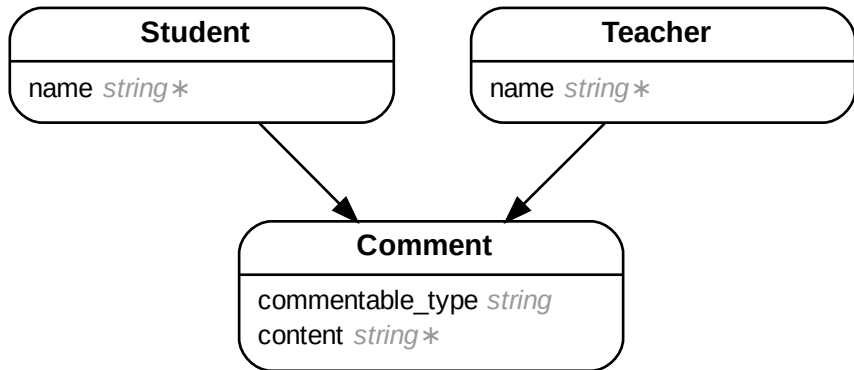 Student
name string∗
Teacher
name string∗
Comment
commentable_type string
content string∗